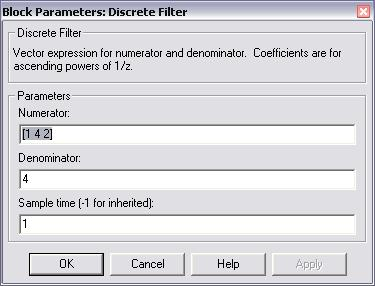 Block Parameters: Discrete Filter
Discrete Filter
Vector expression for numerator and denominator. Coefficients are for
ascending powers of 1/z.
Parameters
Numerator:
[1 4 2]
Denominator:
4
Sample time (-1 for inherited):
1
OK Cancel Help Apply